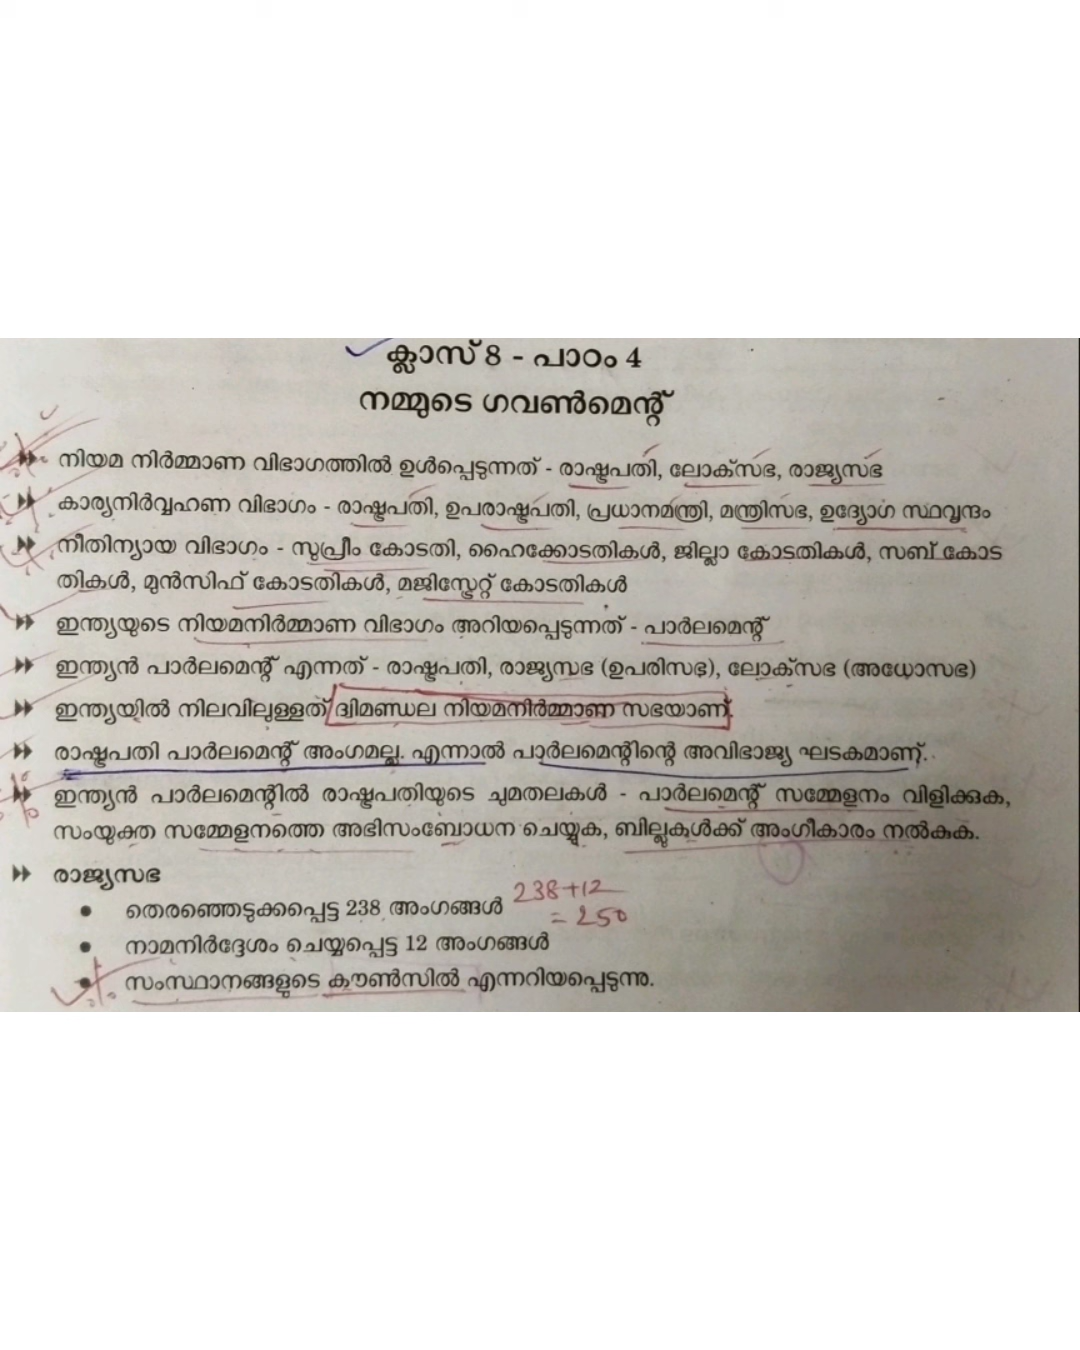 ക്ലാസ് 8 - പാഠം 4
നമ്മുടെ ഗവൺമെന്റ്
നിയമ നിർമ്മാണ വിഭാഗത്തിൽ ഉൾപ്പെടുന്നത് - രാഷ്ട്രപതി, ലോക്സഭ, രാജ്യസഭ
കാര്യനിർവ്വഹണ വിഭാഗം - രാഷ്ട്രപതി, ഉപരാഷ്ട്രപതി, പ്രധാനമന്ത്രി, മന്ത്രിസഭ, ഉദ്യോഗ സ്ഥവൃന്ദം
നീതിന്യായ വിഭാഗം - സുപ്രീം കോടതി, ഹൈക്കോടതികൾ, ജില്ലാ കോടതികൾ, സബ് കോട
തികൾ, മുൻസിഫ് കോടതികൾ, മജിസ്ട്രേറ്റ് കോടതികൾ
ഇന്ത്യയുടെ നിയമനിർമ്മാണ വിഭാഗം അറിയപ്പെടുന്നത് - പാർലമെന്റ്
ഇന്ത്യൻ പാർലമെന്റ് എന്നത് - രാഷ്ട്രപതി, രാജ്യസഭ (ഉപരിസഭ), ലോക്സഭ (അധോസഭ)
ഇന്ത്യയിൽ നിലവിലുള്ളത് ദ്വിമണ്ഡല നിയമനിർമ്മാണ സഭയാണ്.
രാഷ്ട്രപതി പാർലമെന്റ് അംഗമല്ല. എന്നാൽ പാർലമെന്റിന്റെ അവിഭാജ്യ ഘടകമാണ്.
ഇന്ത്യൻ പാർലമെന്റിൽ രാഷ്ട്രപതിയുടെ ചുമതലകൾ - പാർലമെന്റ് സമ്മേളനം വിളിക്കുക,
സംയുക്ത സമ്മേളനത്തെ അഭിസംബോധന ചെയ്യുക, ബില്ലുകൾക്ക് അംഗീകാരം നൽകുക.
രാജ്യസഭ
തെരഞ്ഞെടുക്കപ്പെട്ട 238 അംഗങ്ങൾ 238+12
= 250
നാമനിർദ്ദേശം ചെയ്യപ്പെട്ട 12 അംഗങ്ങൾ
സംസ്ഥാനങ്ങളുടെ കൗൺസിൽ എന്നറിയപ്പെടുന്നു.